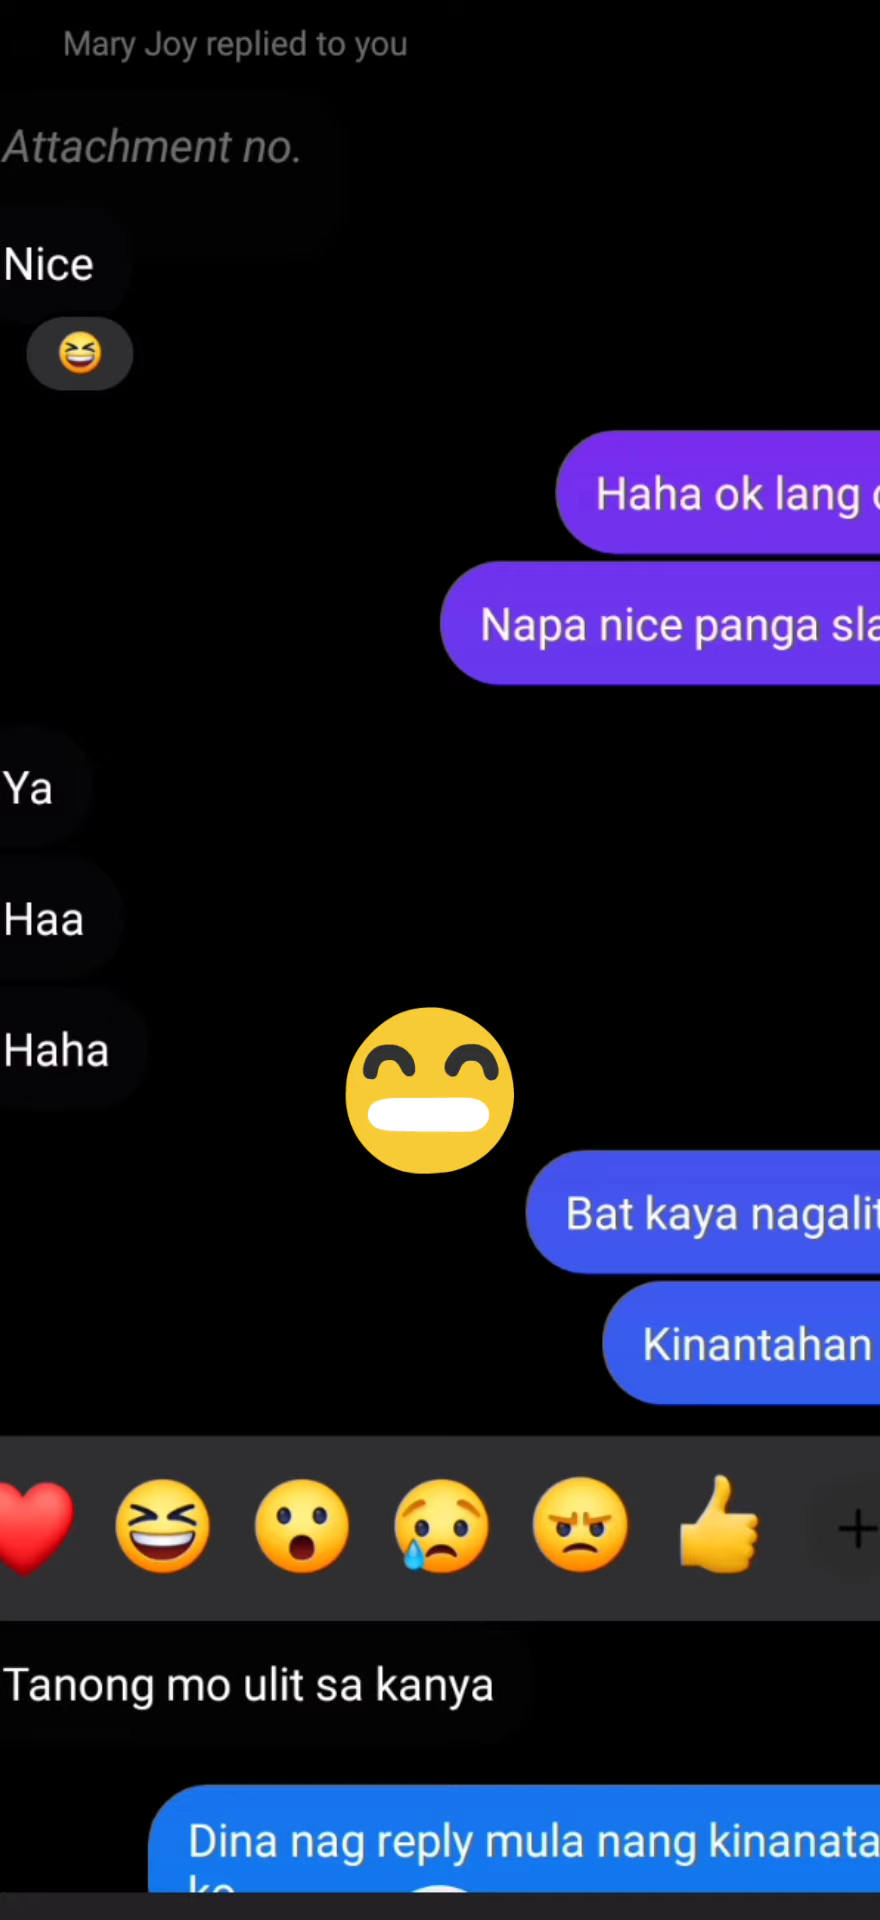 Mary Joy replied to you
Attachment no.
Nice
Haha ok lang
Napa nice panga
Ya
Haa
Haha
Bat kaya nagalit
Kinantahan
Tanong mo ulit sa kanya
Dina nag reply mula nang